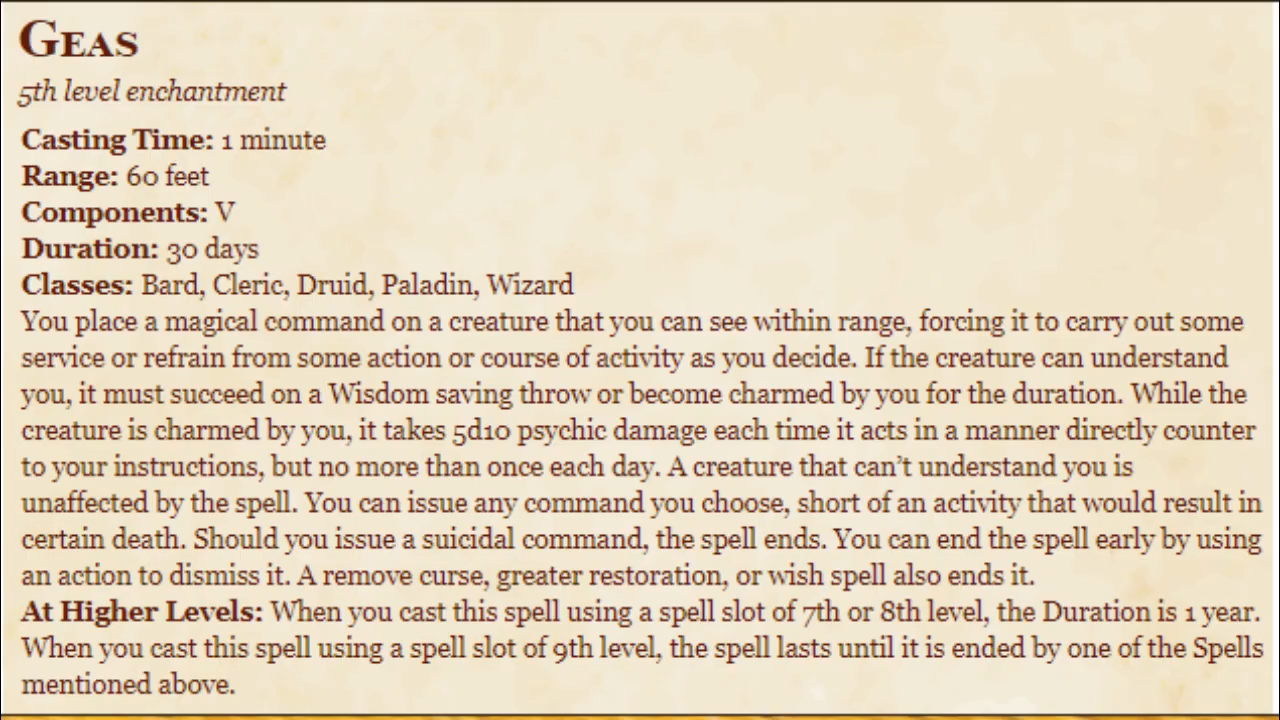 Geas
5th level enchantment
Casting Time: 1 minute
Range: 60 feet
Components: V
Duration: 30 days
Classes: Bard, Cleric, Druid, Paladin, Wizard
You place a magical command on a creature that you can see within range, forcing it to carry out some
service or refrain from some action or course of activity as you decide. If the creature can understand
you, it must succeed on a Wisdom saving throw or become charmed by you for the duration. While the
creature is charmed by you, it takes 5d10 psychic damage each time it acts in a manner directly counter
to your instructions, but no more than once each day. A creature that can’t understand you is
unaffected by the spell. You can issue any command you choose, short of an activity that would result in
certain death. Should you issue a suicidal command, the spell ends. You can end the spell early by using
an action to dismiss it. A remove curse, greater restoration, or wish spell also ends it.
At Higher Levels: When you cast this spell using a spell slot of 7th or 8th level, the Duration is 1 year.
When you cast this spell using a spell slot of 9th level, the spell lasts until it is ended by one of the Spells
mentioned above.